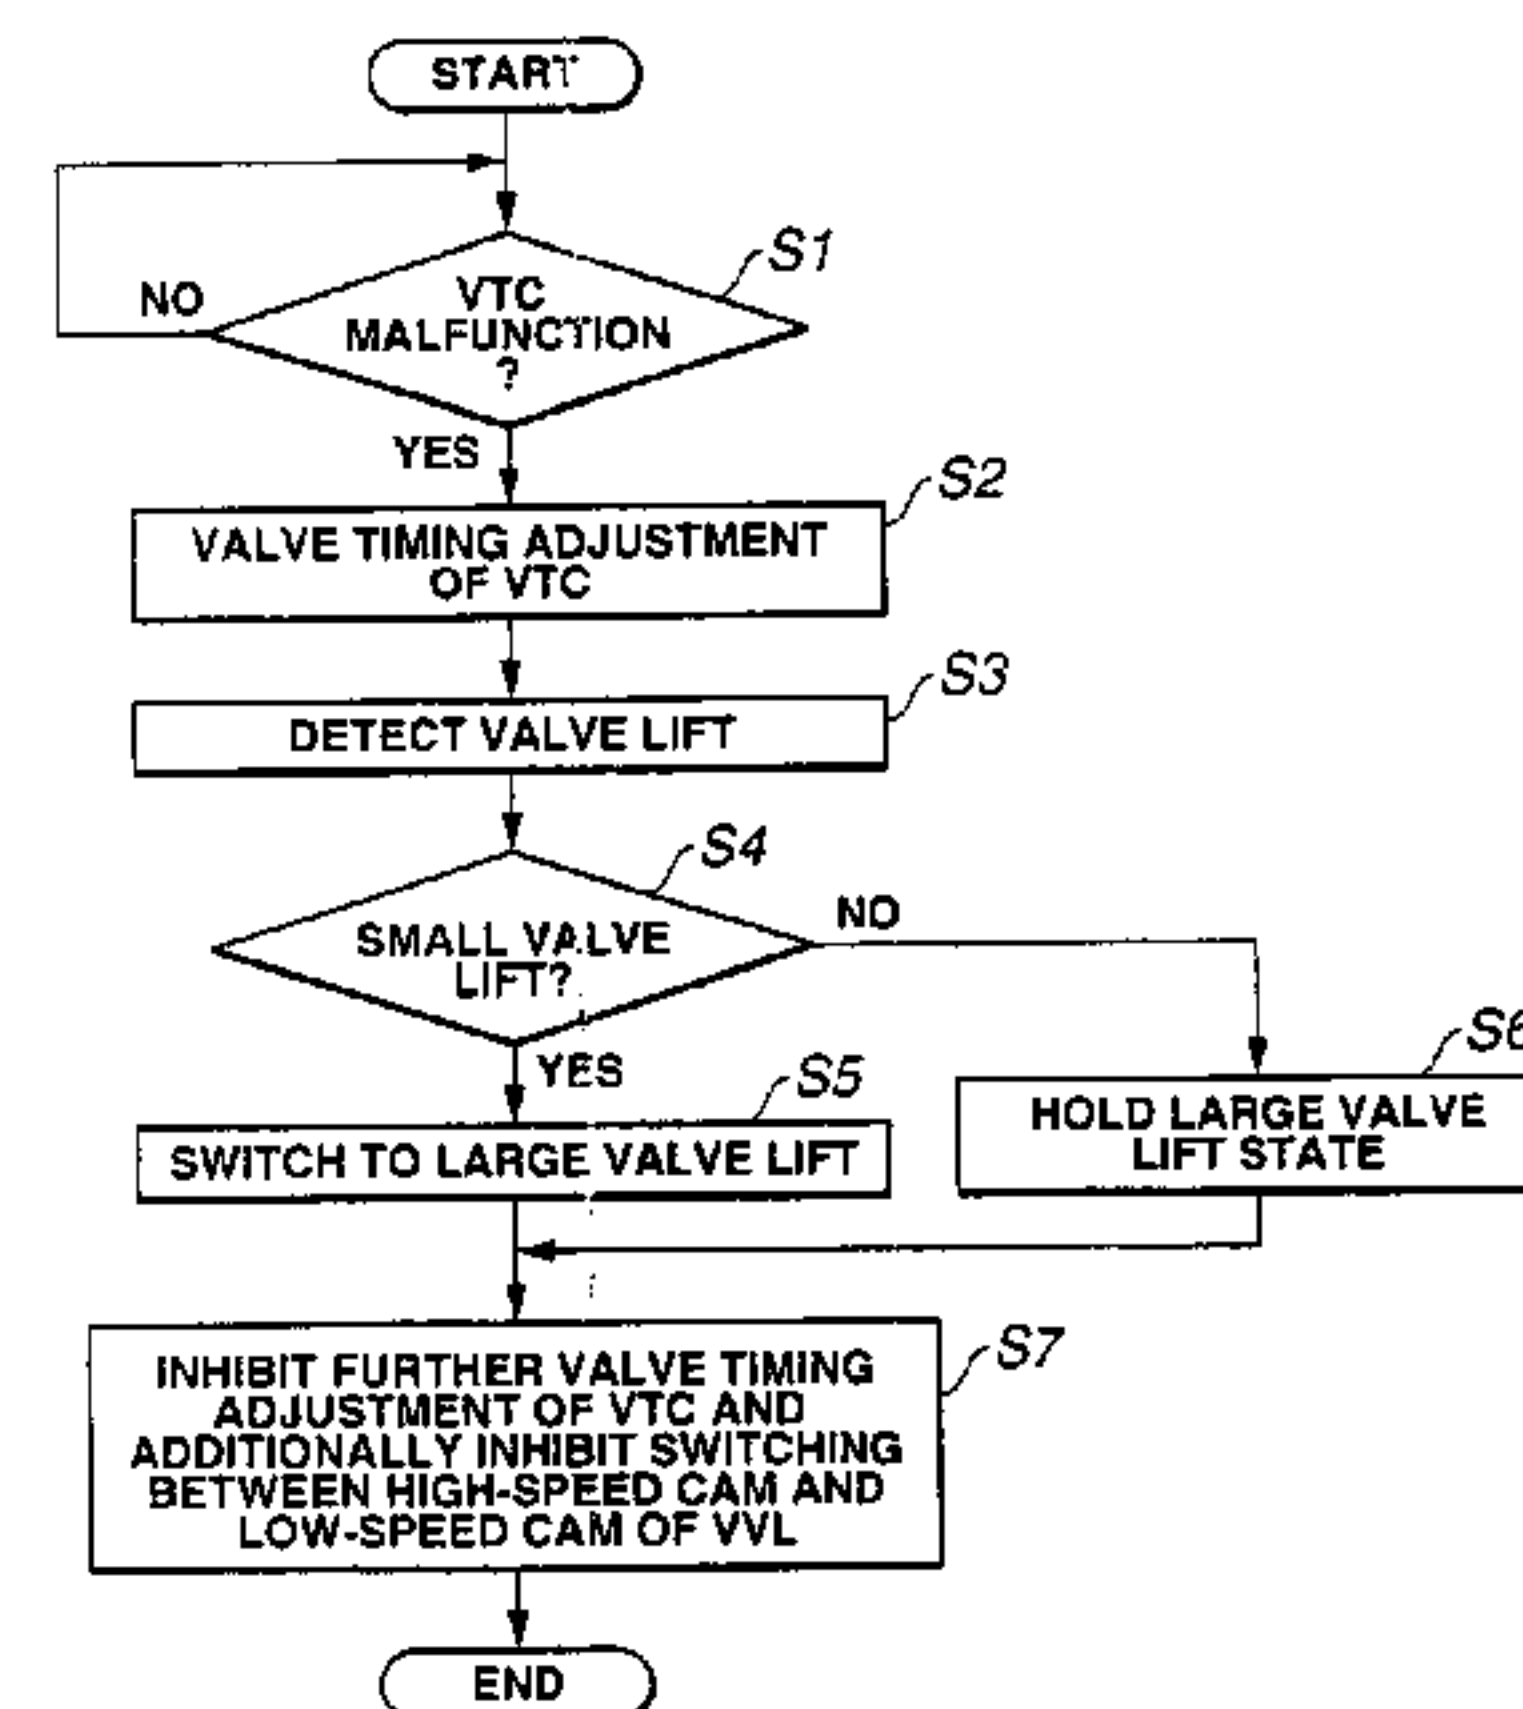 START
S1
NO
VTC
MALFUNCTION
?
YES
S2
VALVE TIMING ADJUSTMENT
OF VTC
S3
DETECT VALVE LIFT
S4
NO
SMALL VALVE
LIFT?
YES
S5
S6
SWITCH TO LARGE VALVE LIFT
HOLD LARGE VALVE
LIFT STATE
S7
INHIBIT FURTHER VALVE TIMING
ADJUSTMENT OF VTC AND
ADDITIONALLY INHIBIT SWITCHING
BETWEEN HIGH-SPEED CAM AND
LOW-SPEED CAM OF VVL
END